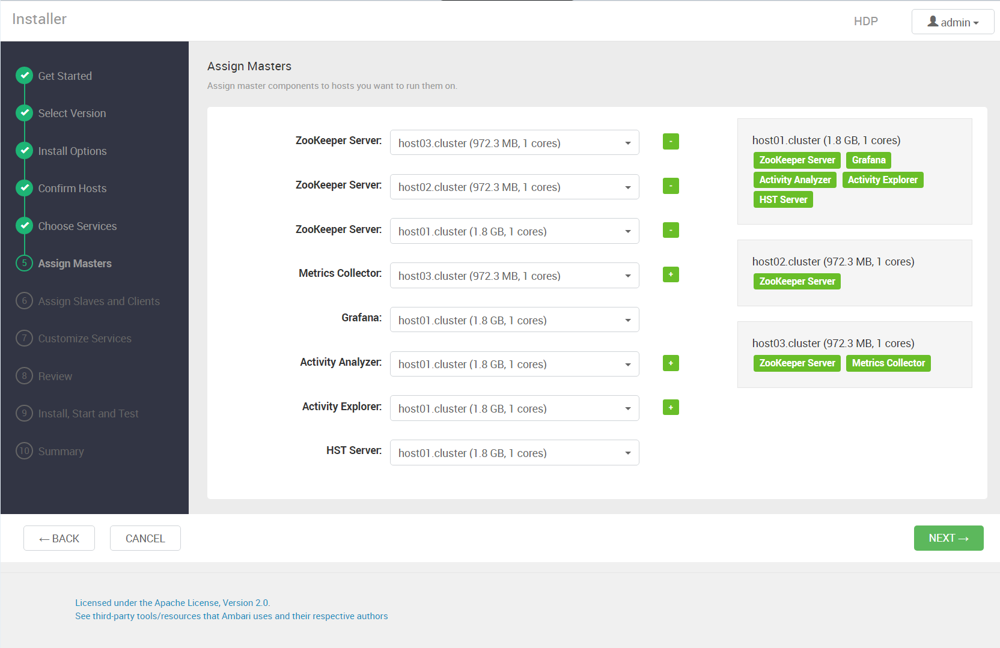 Installer
HDP
admin
Get Started
Select Version
Install Options
Confirm Hosts
Choose Services
5 Assign Masters
6 Assign Slaves and Clients
7 Customize Services
8 Review
9 Install, Start and Test
10 Summary
Assign Masters
Assign master components to hosts you want to run them on.
ZooKeeper Server: host03.cluster (972.3 MB, 1 cores) -
ZooKeeper Server: host02.cluster (972.3 MB, 1 cores) -
ZooKeeper Server: host01.cluster (1.8 GB, 1 cores) -
Metrics Collector: host03.cluster (972.3 MB, 1 cores) +
Grafana: host01.cluster (1.8 GB, 1 cores)
Activity Analyzer: host01.cluster (1.8 GB, 1 cores) +
Activity Explorer: host01.cluster (1.8 GB, 1 cores) +
HST Server: host01.cluster (1.8 GB, 1 cores)
host01.cluster (1.8 GB, 1 cores)
ZooKeeper Server Grafana
Activity Analyzer Activity Explorer
HST Server
host02.cluster (972.3 MB, 1 cores)
ZooKeeper Server
host03.cluster (972.3 MB, 1 cores)
ZooKeeper Server Metrics Collector
← BACK
CANCEL
NEXT →
Licensed under the Apache License, Version 2.0.
See third-party tools/resources that Ambari uses and their respective authors